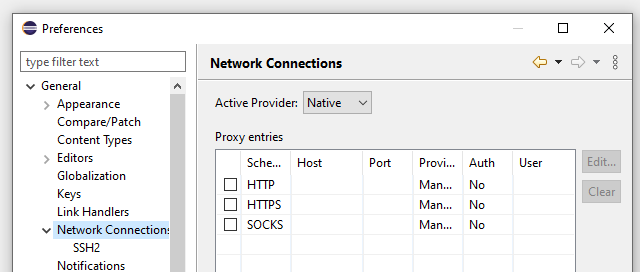 Preferences
type filter text
General
Appearance
Compare/Patch
Content Types
Editors
Globalization
Keys
Link Handlers
Network Connections
SSH2
Notifications
Network Connections
Active Provider: Native
Proxy entries
Sche... Host Port Provi... Auth User
HTTP Man... No
HTTPS Man... No
SOCKS Man... No
Edit...
Clear